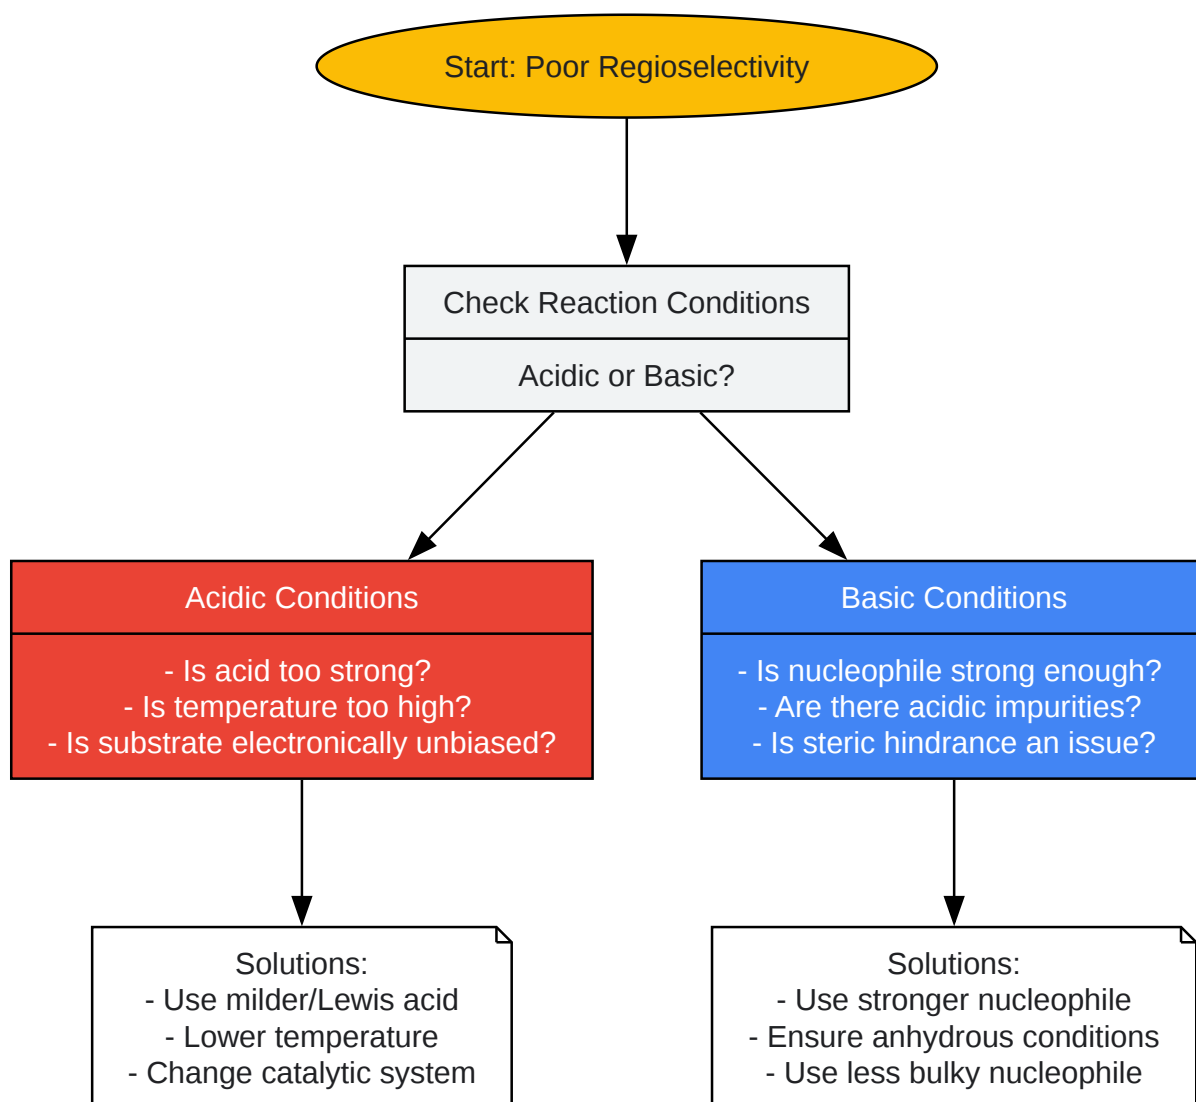 Start: Poor Regioselectivity
Check Reaction Conditions
Acidic or Basic?
Acidic Conditions
- Is acid too strong?
- Is temperature too high?
- Is substrate electronically unbiased?
Basic Conditions
- Is nucleophile strong enough?
- Are there acidic impurities?
- Is steric hindrance an issue?
Solutions:
- Use milder/Lewis acid
- Lower temperature
- Change catalytic system
Solutions:
- Use stronger nucleophile
- Ensure anhydrous conditions
- Use less bulky nucleophile